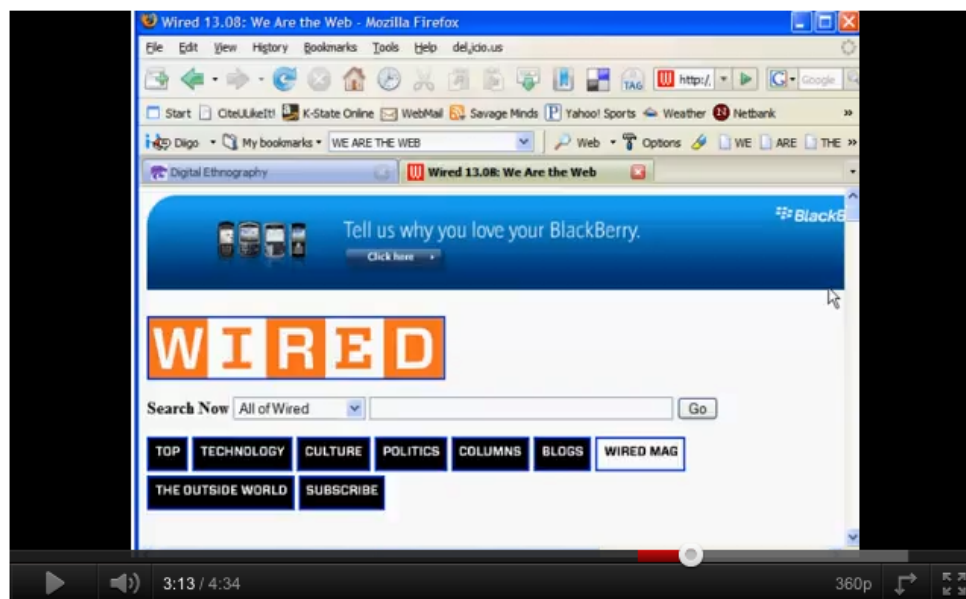 Wired 13.08: We Are the Web - Mozilla Firefox
File Edit View History Bookmarks Tools Help del.icio.us
TAG http:/, G Google
Start CiteULikeIt! K-State Online WebMail Savage Minds Yahoo! Sports Weather Netbank »
Diigo My bookmarks WE ARE THE WEB Web Options WE ARE THE »
Digital Ethnography Wired 13.08: We Are the Web
BlackB
Tell us why you love your BlackBerry.
Click here
WIRED
Search Now All of Wired Go
TOP TECHNOLOGY CULTURE POLITICS COLUMNS BLOGS WIRED MAG
THE OUTSIDE WORLD SUBSCRIBE
3:13 / 4:34 360p